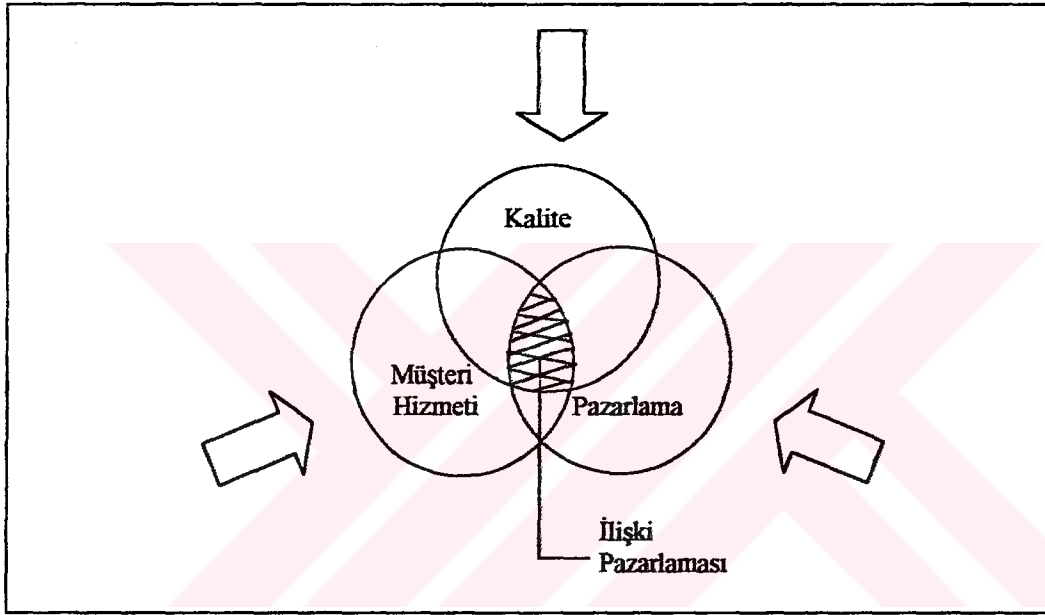 Kalite
Müşteri
Hizmeti
Pazarlama
İlişki
Pazarlaması